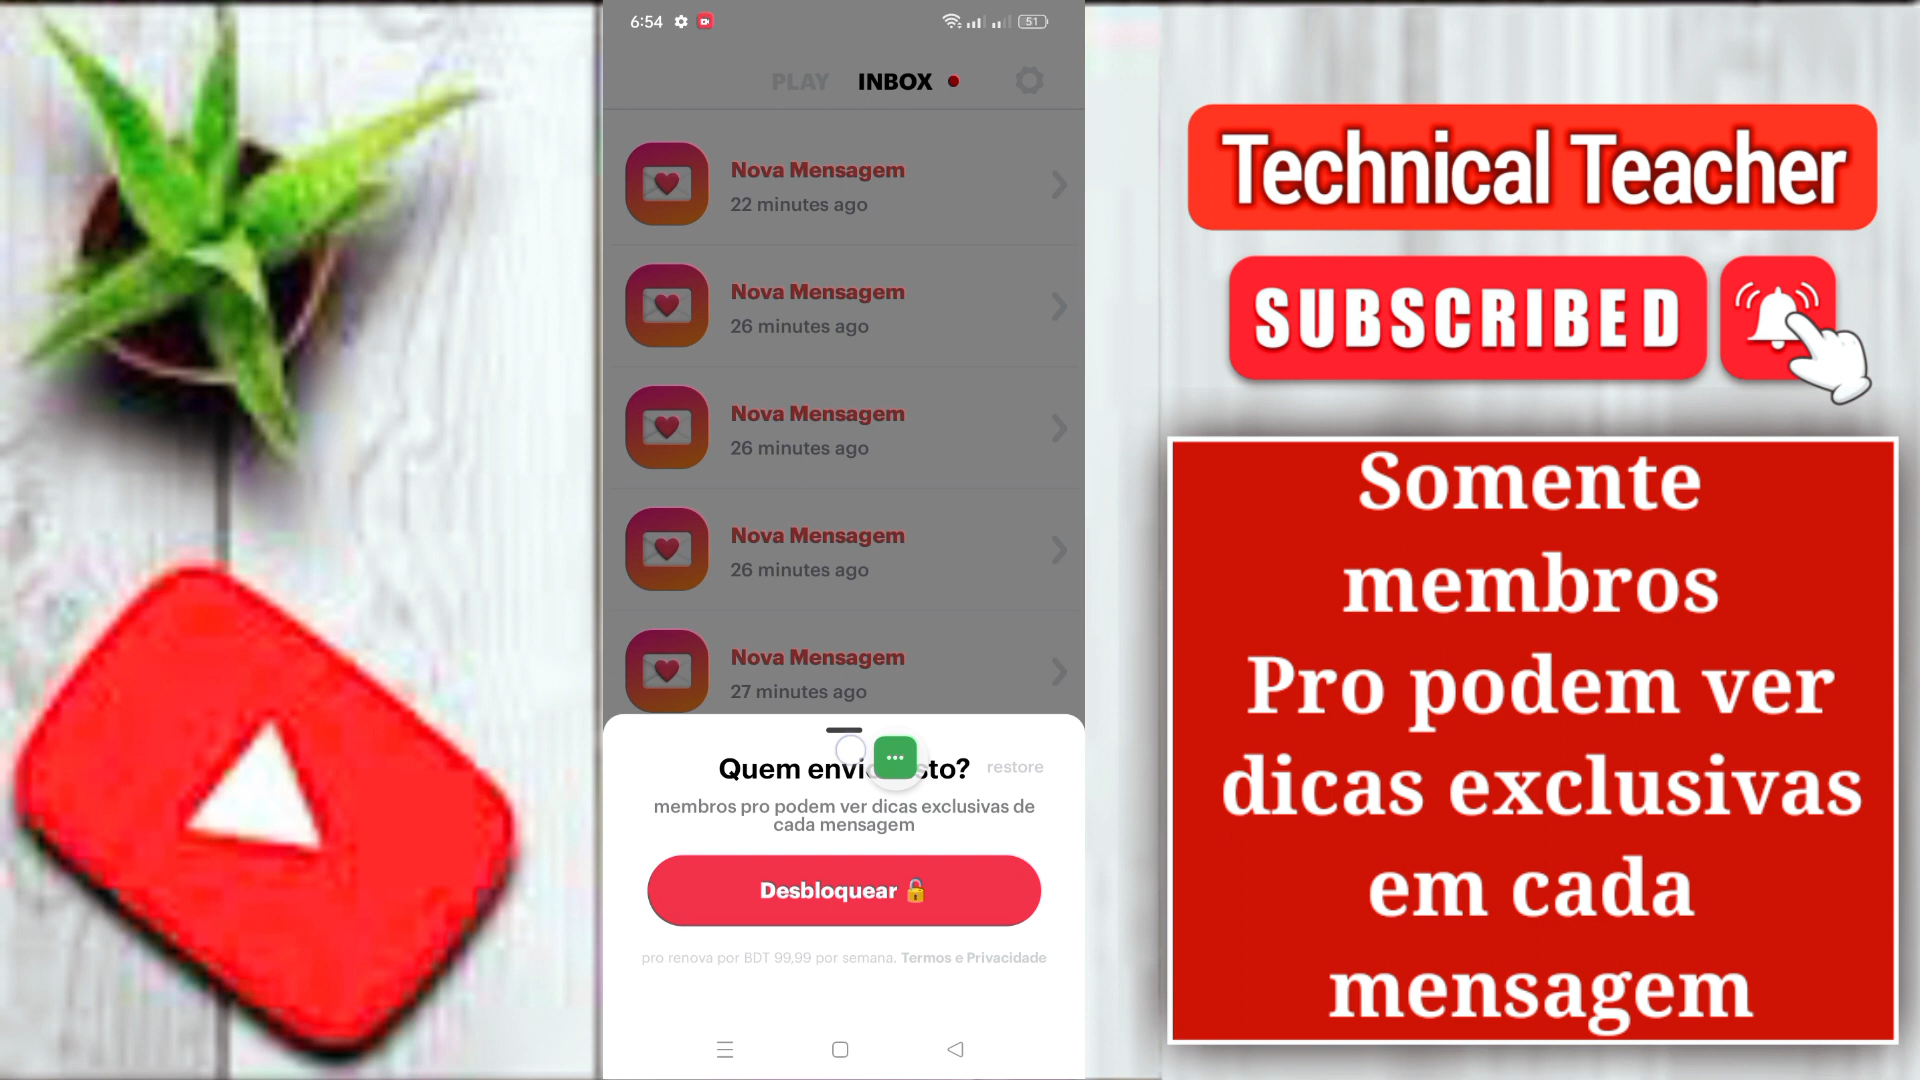 6:54
51
PLAY INBOX
Nova Mensagem
22 minutes ago
Nova Mensagem
26 minutes ago
Nova Mensagem
26 minutes ago
Nova Mensagem
26 minutes ago
Nova Mensagem
27 minutes ago
restore
membros pro podem ver dicas exclusivas de
cada mensagem
Desbloquear
pro renova por BDT 99,99 por semana. Termos e Privacidade
Technical Teacher
SUBSCRIBED
Somente
membros
Pro podem ver
dicas exclusivas
em cada
mensagem